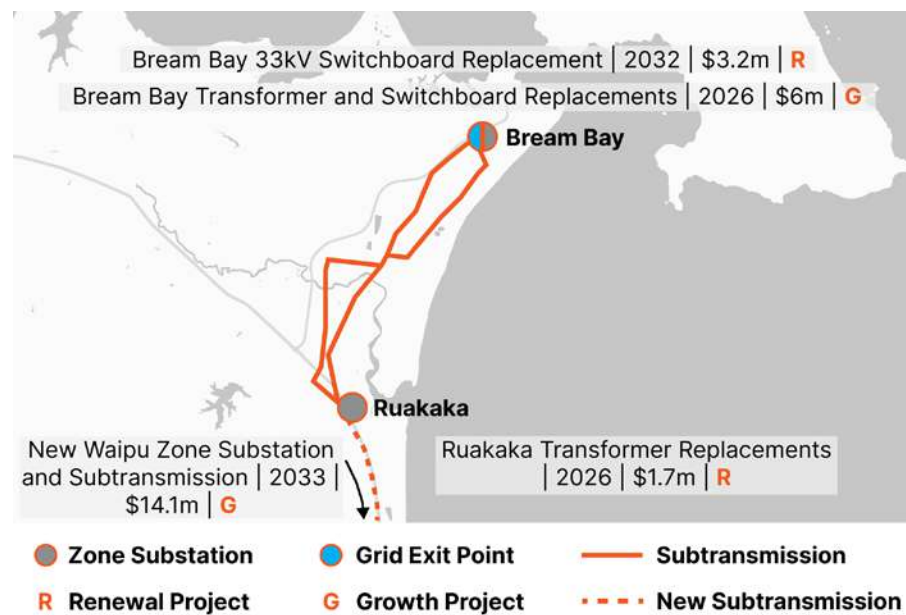 Bream Bay 33kV Switchboard Replacement | 2032 | $3.2m | R
Bream Bay Transformer and Switchboard Replacements | 2026 | $6m | G
Bream Bay
Ruakaka
New Waipu Zone Substation
and Subtransmission | 2033 |
$14.1m | G
Ruakaka Transformer Replacements
| 2026 | $1.7m | R
Zone Substation
Grid Exit Point
Subtransmission
R Renewal Project
G Growth Project
New Subtransmission